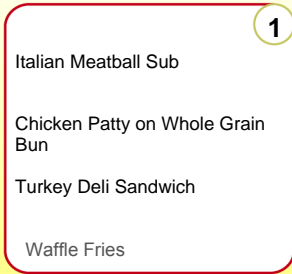 1
Italian Meatball Sub
Chicken Patty on Whole Grain
Bun
Turkey Deli Sandwich
Waffle Fries